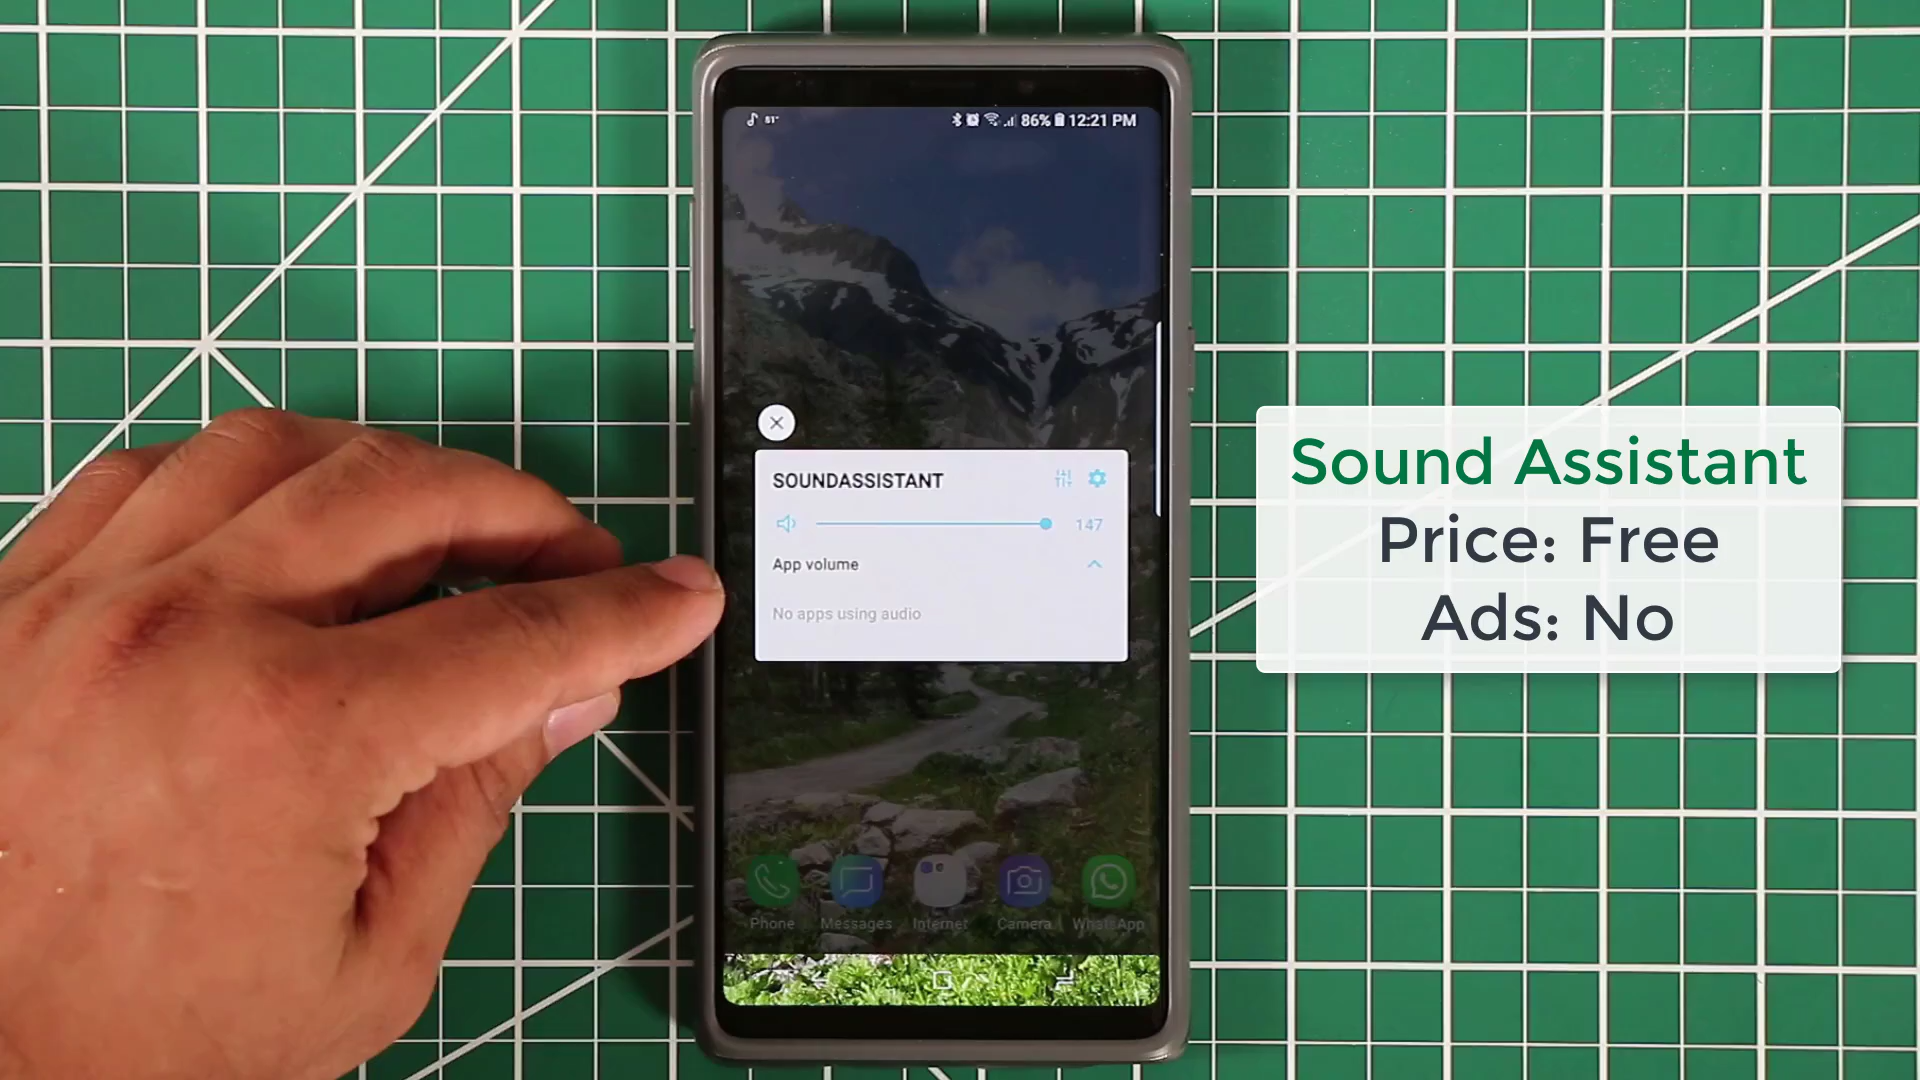 51°
86% 12:21 PM
SOUNDASSISTANT
147
App volume
No apps using audio
Phone Messages Internet Camera WhatsApp
Sound Assistant
Price: Free
Ads: No